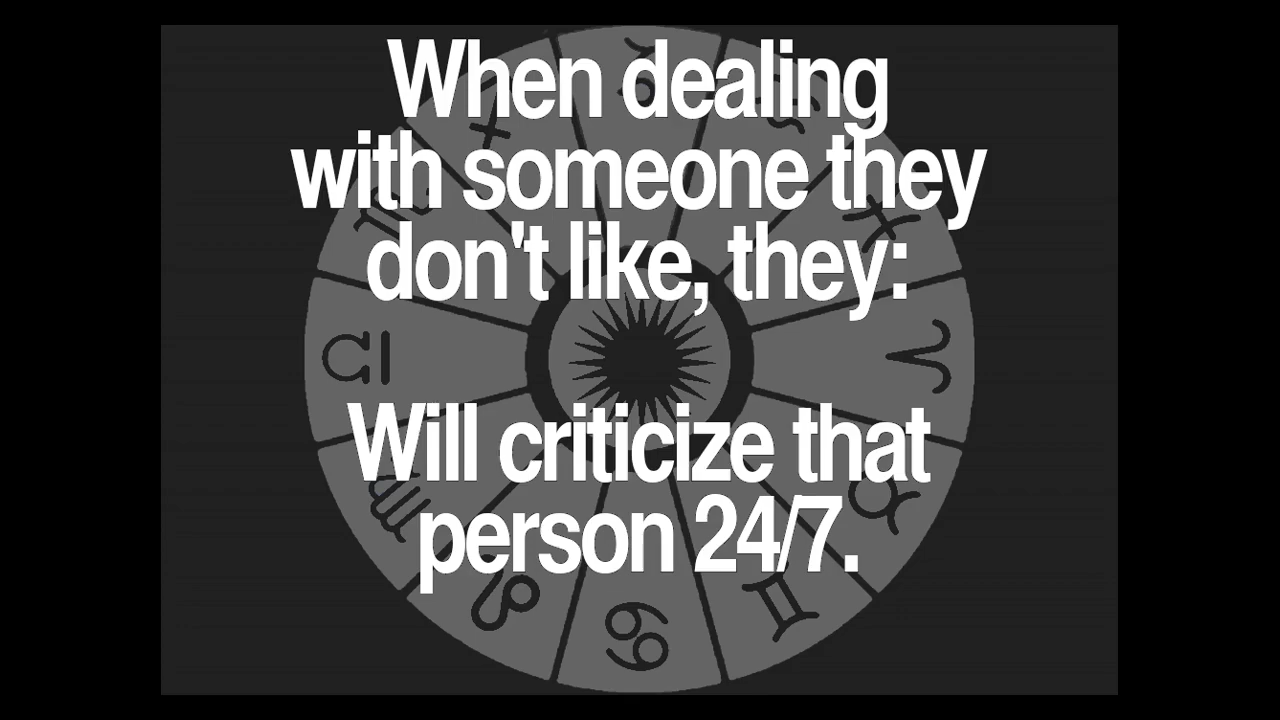 When dealing
with someone they
don't like, they:
Will criticize that
person 24/7.